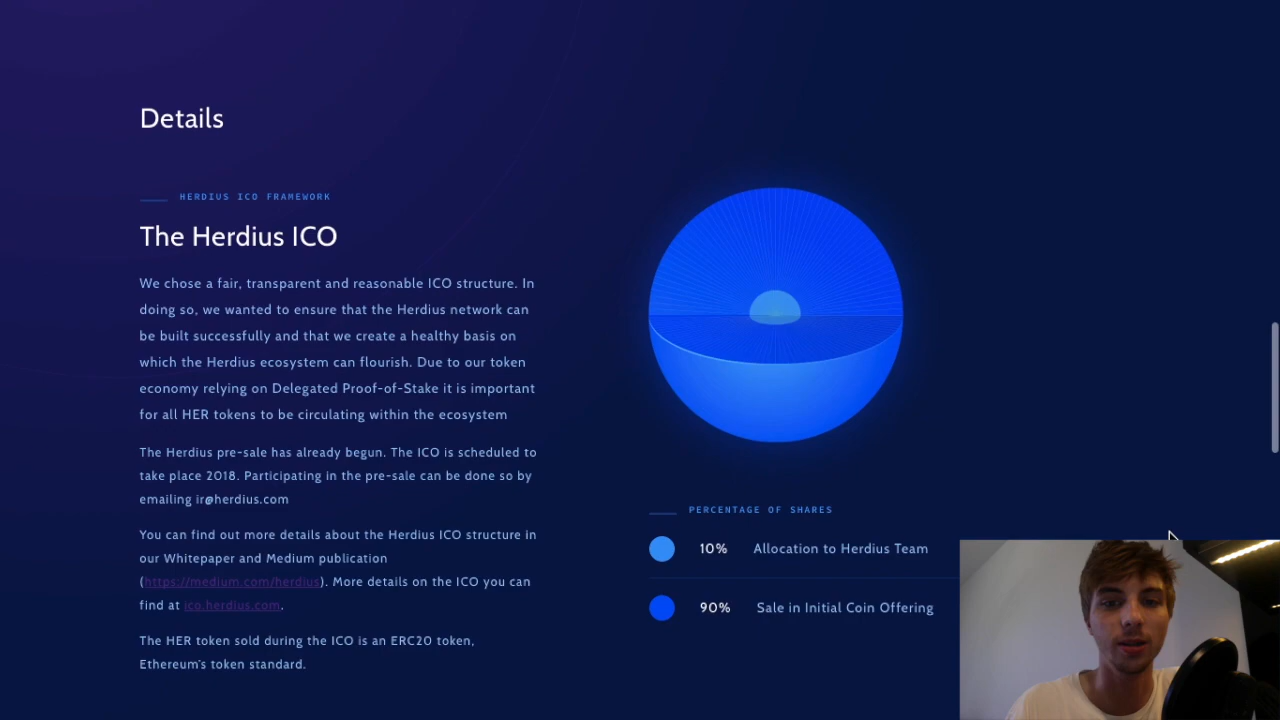 Details
HERDIUS ICO FRAMEWORK
The Herdius ICO
We chose a fair, transparent and reasonable ICO structure. In
doing so, we wanted to ensure that the Herdius network can
be built successfully and that we create a healthy basis on
which the Herdius ecosystem can flourish. Due to our token
economy relying on Delegated Proof-of-Stake it is important
for all HER tokens to be circulating within the ecosystem
The Herdius pre-sale has already begun. The ICO is scheduled to
take place 2018. Participating in the pre-sale can be done so by
emailing ir@herdius.com
You can find out more details about the Herdius ICO structure in
our Whitepaper and Medium publication
(https://medium.com/herdius). More details on the ICO you can
find at ico.herdius.com.
The HER token sold during the ICO is an ERC20 token,
Ethereum's token standard.
PERCENTAGE OF SHARES
10% Allocation to Herdius Team
90% Sale in Initial Coin Offering